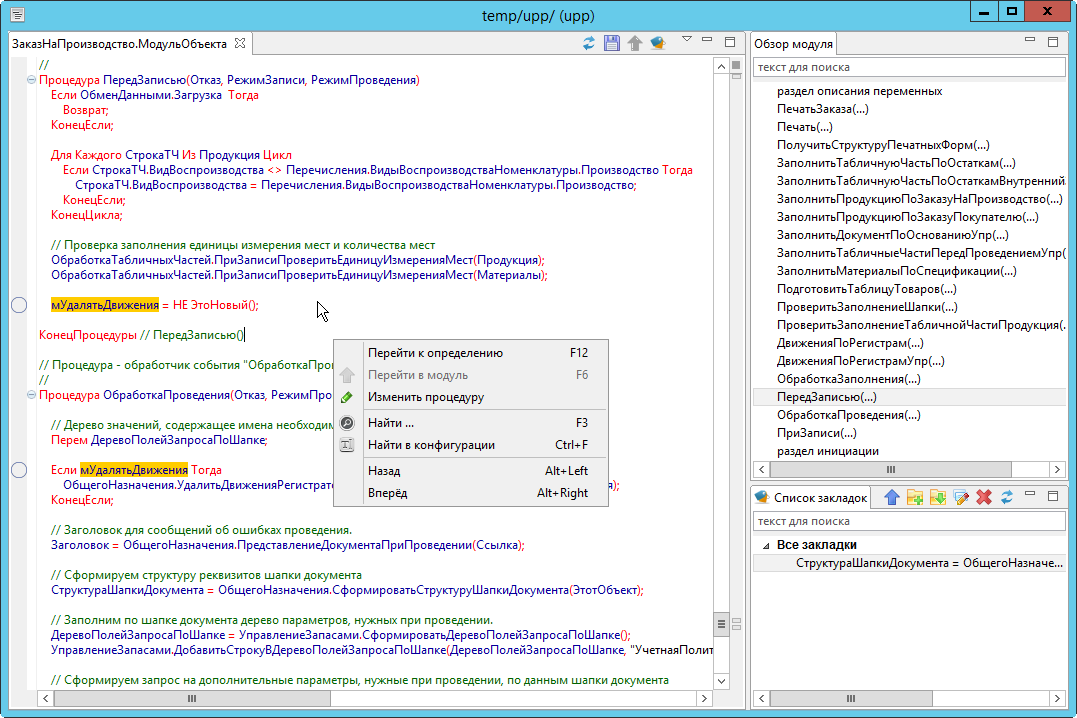 temp/upp/ (upp)
ЗаказНаПроизводство.МодульОбъекта
//
Процедура ПередЗаписью(Отказ, РежимЗаписи, РежимПроведения)
Если ОбменДанными.Загрузка Тогда
Возврат;
КонецЕсли;
Для Каждого СтрокаТЧ Из Продукция Цикл
Если СтрокаТЧ.ВидВоспроизводства <> Перечисления.ВидыВоспроизводстваНоменклатуры.Производство Тогда
СтрокаТЧ.ВидВоспроизводства = Перечисления.ВидыВоспроизводстваНоменклатуры.Производство;
КонецЕсли;
КонецЦикла;
// Проверка заполнения единицы измерения мест и количества мест
ОбработкаТабличныхЧастей.ПриЗаписиПроверитьЕдиницуИзмеренияМест(Продукция);
ОбработкаТабличныхЧастей.ПриЗаписиПроверитьЕдиницуИзмеренияМест(Материалы);
мУдалятьДвижения = НЕ ЭтоНовый();
КонецПроцедуры // ПередЗаписью()
// Процедура - обработчик события "ОбработкаПро
//
Процедура ОбработкаПроведения(Отказ, РежимПро
// Дерево значений, содержащее имена необходим
Перем ДеревоПолейЗапросаПоШапке;
Если мУдалятьДвижения Тогда
ОбщегоНазначения.УдалитьДвиженияРегистрато );
КонецЕсли;
// Заголовок для сообщений об ошибках проведения.
Заголовок = ОбщегоНазначения.ПредставлениеДокументаПриПроведении(Ссылка);
// Сформируем структуру реквизитов шапки документа
СтруктураШапкиДокумента = ОбщегоНазначения.СформироватьСтруктуруШапкиДокумента(ЭтотОбъект);
// Заполним по шапке документа дерево параметров, нужных при проведении.
ДеревоПолейЗапросаПоШапке = УправлениеЗапасами.СформироватьДеревоПолейЗапросаПоШапке();
УправлениеЗапасами.ДобавитьСтрокуВДеревоПолейЗапросаПоШапке(ДеревоПолейЗапросаПоШапке, "УчетнаяПолит
// Сформируем запрос на дополнительные параметры, нужные при проведении, по данным шапки документа
Перейти к определению F12
Перейти в модуль F6
Изменить процедуру
Найти ... F3
Найти в конфигурации Ctrl+F
Назад Alt+Left
Вперёд Alt+Right
Обзор модуля
текст для поиска
раздел описания переменных
ПечатьЗаказа(...)
Печать(...)
ПолучитьСтруктуруПечатныхФорм(...)
ЗаполнитьТабличнуюЧастьПоОстаткам(...)
ЗаполнитьТабличнуюЧастьПоОстаткамВнутренний
ЗаполнитьПродукциюПоЗаказуНаПроизводство(...)
ЗаполнитьПродукциюПоЗаказуПокупателю(...)
ЗаполнитьДокументПоОснованиюУпр(...)
ЗаполнитьТабличныеЧастиПередПроведениемУпр(
ЗаполнитьМатериалыПоСпецификации(...)
ПодготовитьТаблицуТоваров(...)
ПроверитьЗаполнениеШапки(...)
ПроверитьЗаполнениеТабличнойЧастиПродукция(.
ДвиженияПоРегистрам(...)
ДвиженияПоРегистрамУпр(...)
ОбработкаЗаполнения(...)
ПередЗаписью(...)
ОбработкаПроведения(...)
ПриЗаписи(...)
раздел инициации
Список закладок
текст для поиска
Все закладки
СтруктураШапкиДокумента = ОбщегоНазначе...